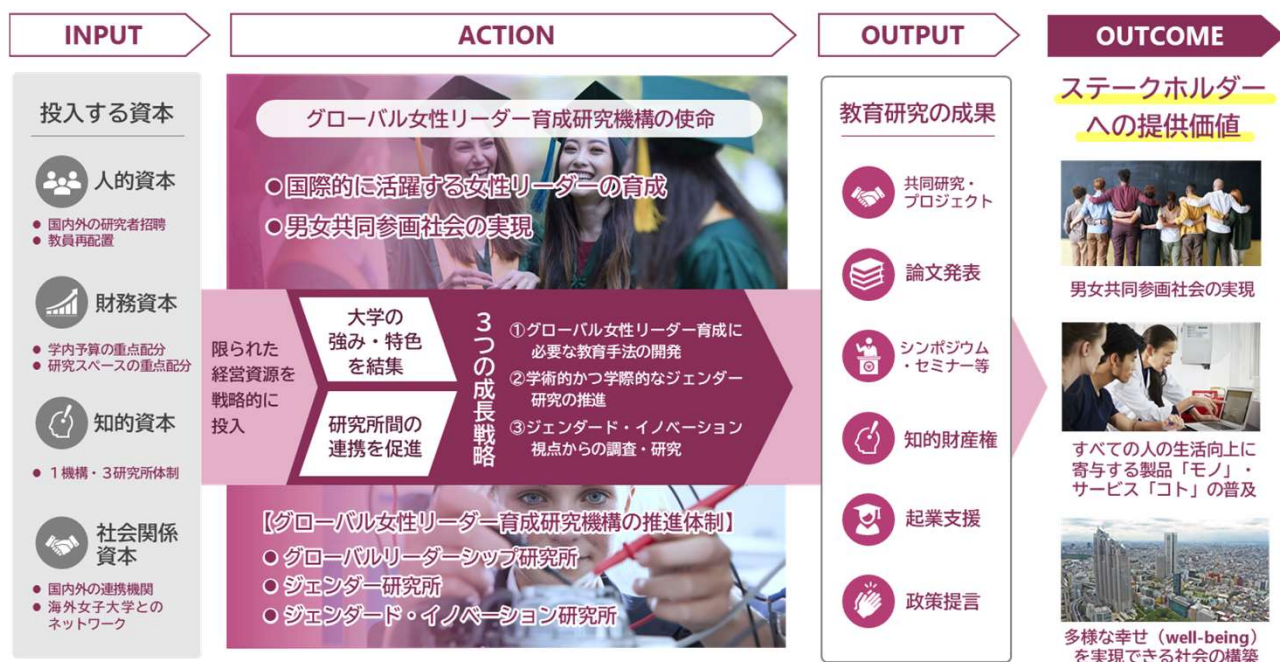 INPUT
ACTION
OUTPUT
OUTCOME
投入する資本
人的資本
● 国内外の研究者招聘
● 教員再配置
財務資本
● 学内予算の重点配分
● 研究スペースの重点配分
知的資本
● 1機構・3研究所体制
社会関係
資本
● 国内外の連携機関
● 海外女子大学との
ネットワーク
グローバル女性リーダー育成研究機構の使命
●国際的に活躍する女性リーダーの育成
●男女共同参画社会の実現
限られた
経営資源を
戦略的に
投入
大学の
強み・特色
を結集
研究所間の
連携を促進
3つの成長戦略
①グローバル女性リーダー育成に
必要な教育手法の開発
②学術的かつ学際的なジェンダー
研究の推進
③ジェンダード・イノベーション
視点からの調査・研究
【グローバル女性リーダー育成研究機構の推進体制】
● グローバルリーダーシップ研究所
● ジェンダー研究所
● ジェンダード・イノベーション研究所
教育研究の成果
共同研究・
プロジェクト
論文発表
シンポジウム
・セミナー等
知的財産権
起業支援
政策提言
ステークホルダー
への提供価値
男女共同参画社会の実現
すべての人の生活向上に
寄与する製品「モノ」・
サービス「コト」の普及
多様な幸せ（well-being）
を実現できる社会の構築